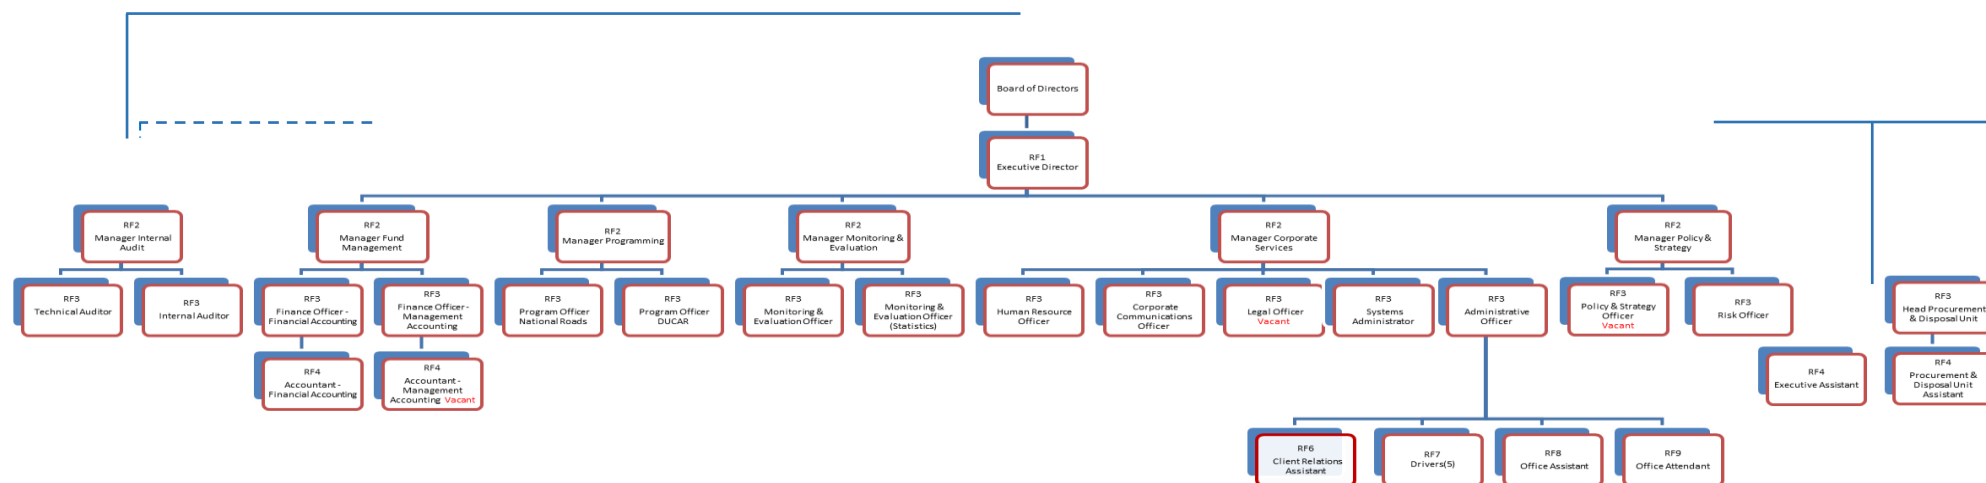 Board of Directors
RF1
Executive Director
RF2
Manager Internal
Audit
RF2
Manager Fund
Management
RF2
Manager Programming
RF2
Manager Monitoring &
Evaluation
RF2
Manager Corporate
Services
RF2
Manager Policy &
Strategy
RF3
Technical Auditor
RF3
Internal Auditor
RF3
Finance Officer -
Financial Accounting
RF3
Finance Officer -
Management
Accounting
RF3
Program Officer
National Roads
RF3
Program Officer
DUCAR
RF3
Monitoring &
Evaluation Officer
RF3
Monitoring &
Evaluation Officer
(Statistics)
RF3
Human Resource
Officer
RF3
Corporate
Communications
Officer
RF3
Legal Officer
Vacant
RF3
Systems
Administrator
RF3
Administrative
Officer
RF3
Policy & Strategy
Officer
Vacant
RF3
Risk Officer
RF3
Head Procurement
& Disposal Unit
RF4
Accountant -
Financial Accounting
RF4
Accountant -
Management
Accounting Vacant
RF4
Executive Assistant
RF4
Procurement &
Disposal Unit
Assistant
RF6
Client Relations
Assistant
RF7
Drivers(5)
RF8
Office Assistant
RF9
Office Attendant